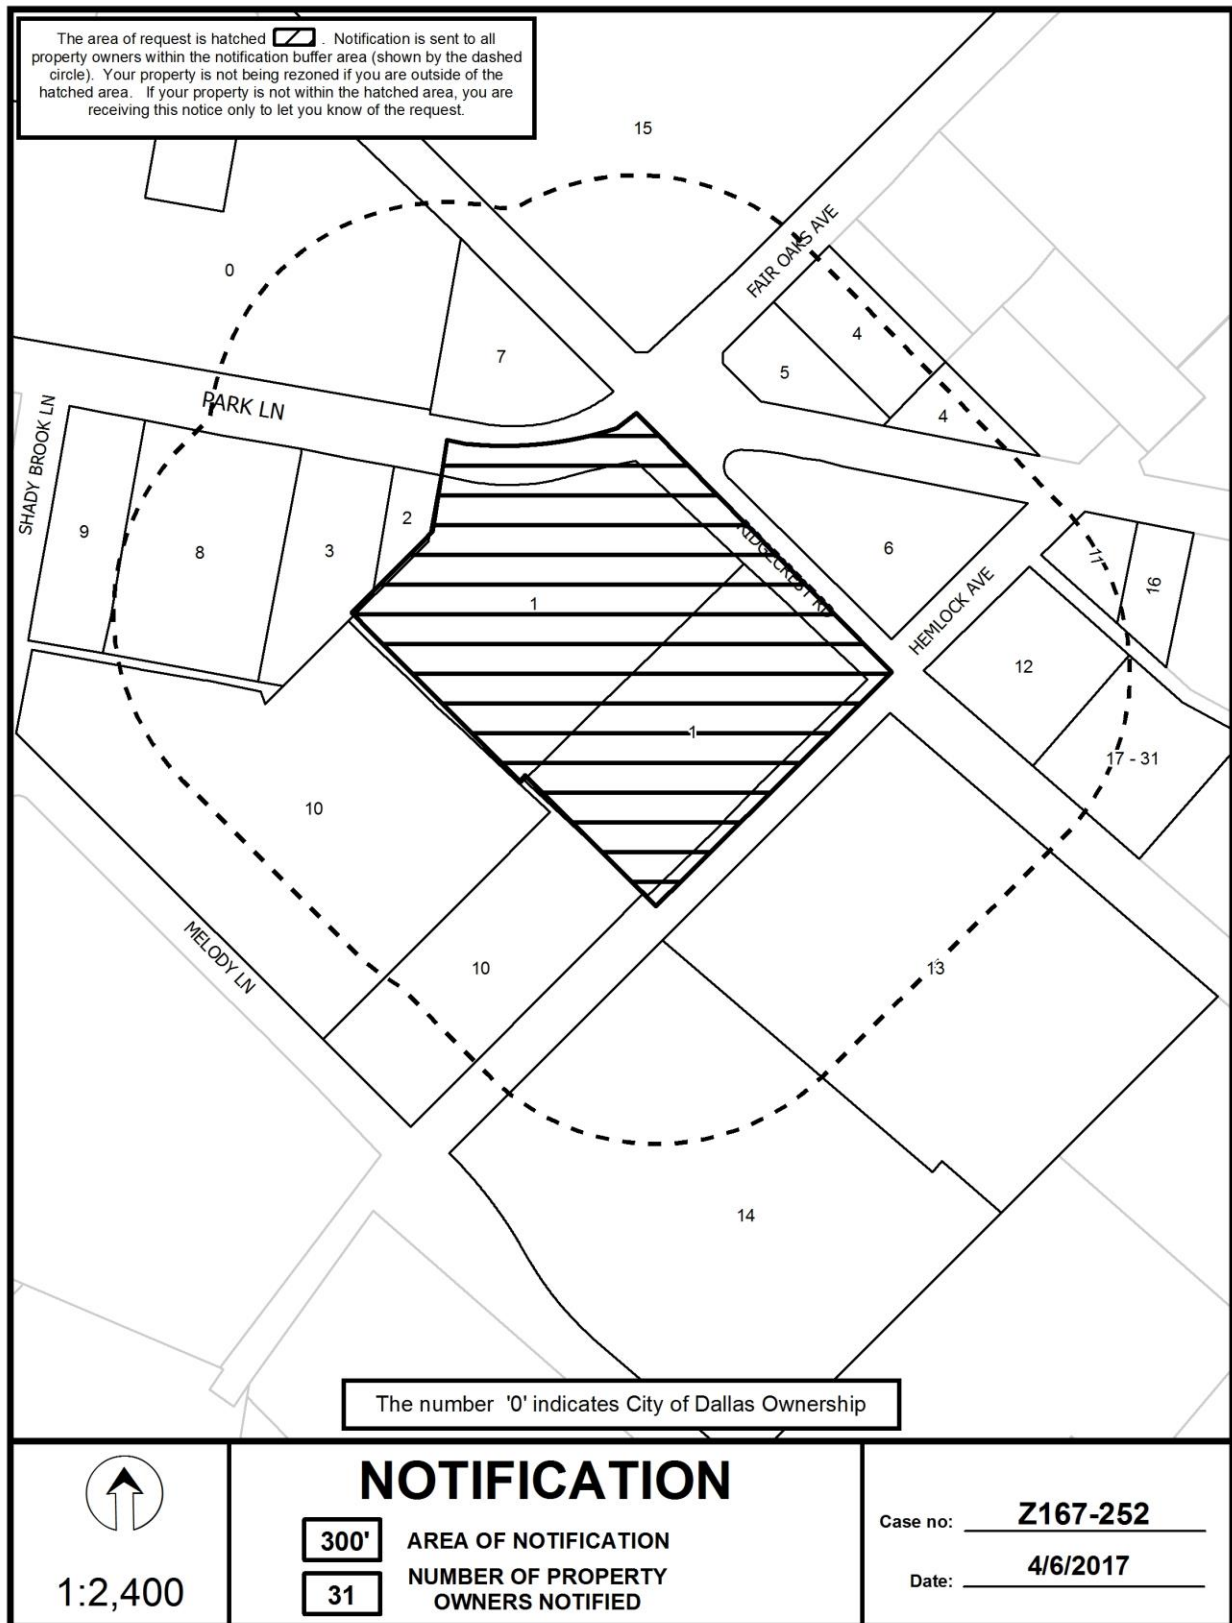 The area of request is hatched . Notification is sent to all
property owners within the notification buffer area (shown by the dashed
circle). Your property is not being rezoned if you are outside of the
hatched area. If your property is not within the hatched area, you are
receiving this notice only to let you know of the request.
15
FAIR OAKS AVE
0
7
4
5
4
PARK LN
SHADY BROOK LN
9
8
3
2
RIDGECREST RD
6
11
16
1
HEMLOCK AVE
12
1
17 - 31
10
MELODY LN
10
13
14
The number '0' indicates City of Dallas Ownership
1:2,400
NOTIFICATION
300' AREA OF NOTIFICATION
31 NUMBER OF PROPERTY
OWNERS NOTIFIED
Case no: Z167-252
Date: 4/6/2017